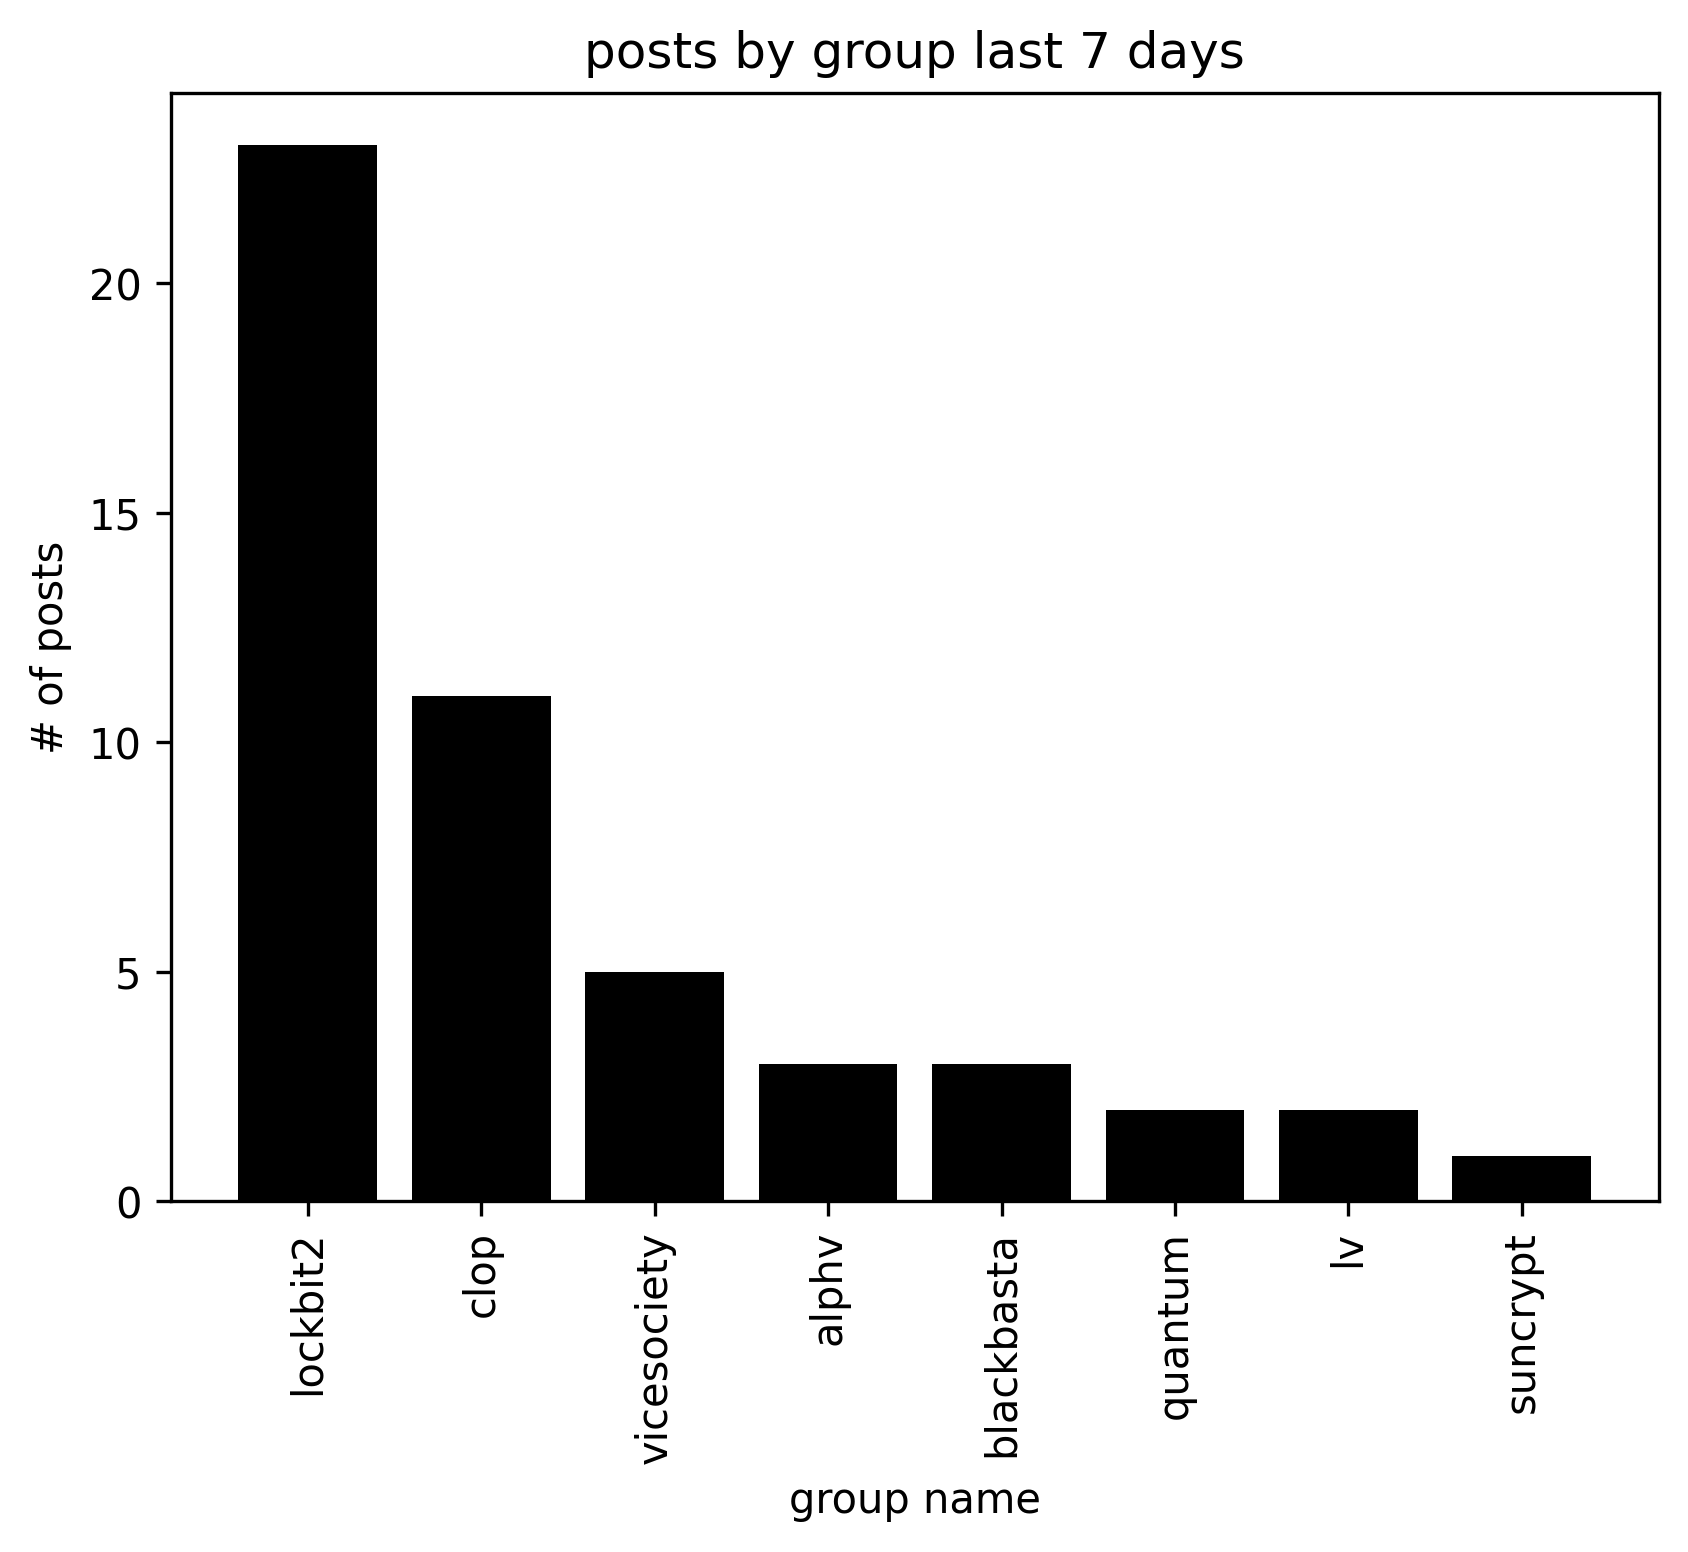 posts by group last 7 days
# of posts
20
15
10
5
0
lockbit2
clop
vicesociety
alphv
blackbasta
quantum
lv
suncrypt
group name